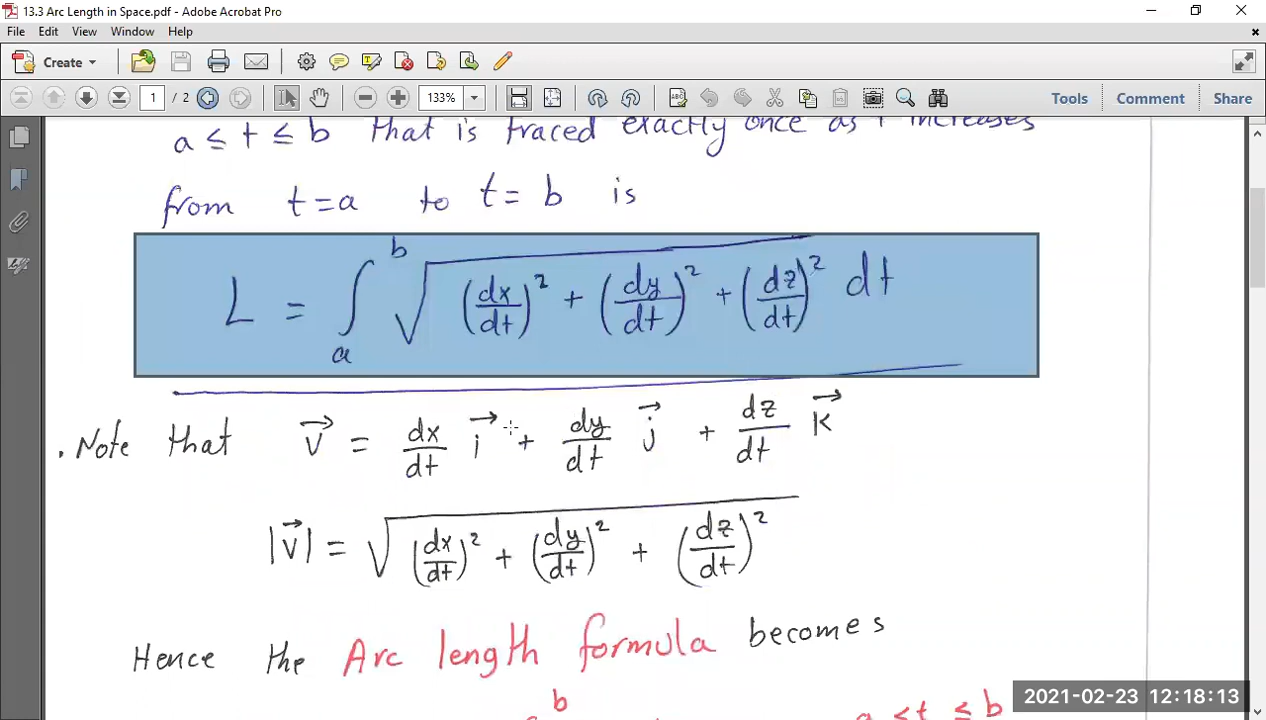 13.3 Arc Length in Space.pdf - Adobe Acrobat Pro
File Edit View Window Help
Create
1 / 2 133% Tools Comment Share
a ≤ t ≤ b that is traced exactly once as t increases
from t=a to t= b is
L = ∫_a^b √((dx/dt)² + (dy/dt)² + (dz/dt)²) dt
. Note that v⃗ = dx/dt i⃗ + dy/dt j⃗ + dz/dt k⃗
|v⃗| = √((dx/dt)² + (dy/dt)² + (dz/dt)²)
Hence the Arc length formula becomes
b
a ≤ t ≤ b
2021-02-23 12:18:13